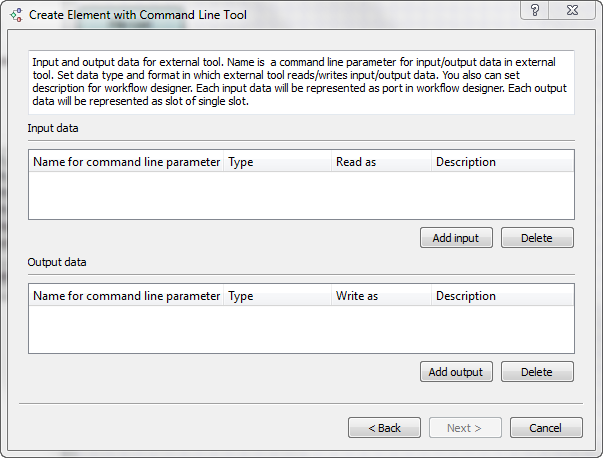 Create Element with Command Line Tool
Input and output data for external tool. Name is a command line parameter for input/output data in external
tool. Set data type and format in which external tool reads/writes input/output data. You also can set
description for workflow designer. Each input data will be represented as port in workflow designer. Each output
data will be represented as slot of single slot.
Input data
Name for command line parameter Type Read as Description
Add input Delete
Output data
Name for command line parameter Type Write as Description
Add output Delete
< Back Next > Cancel